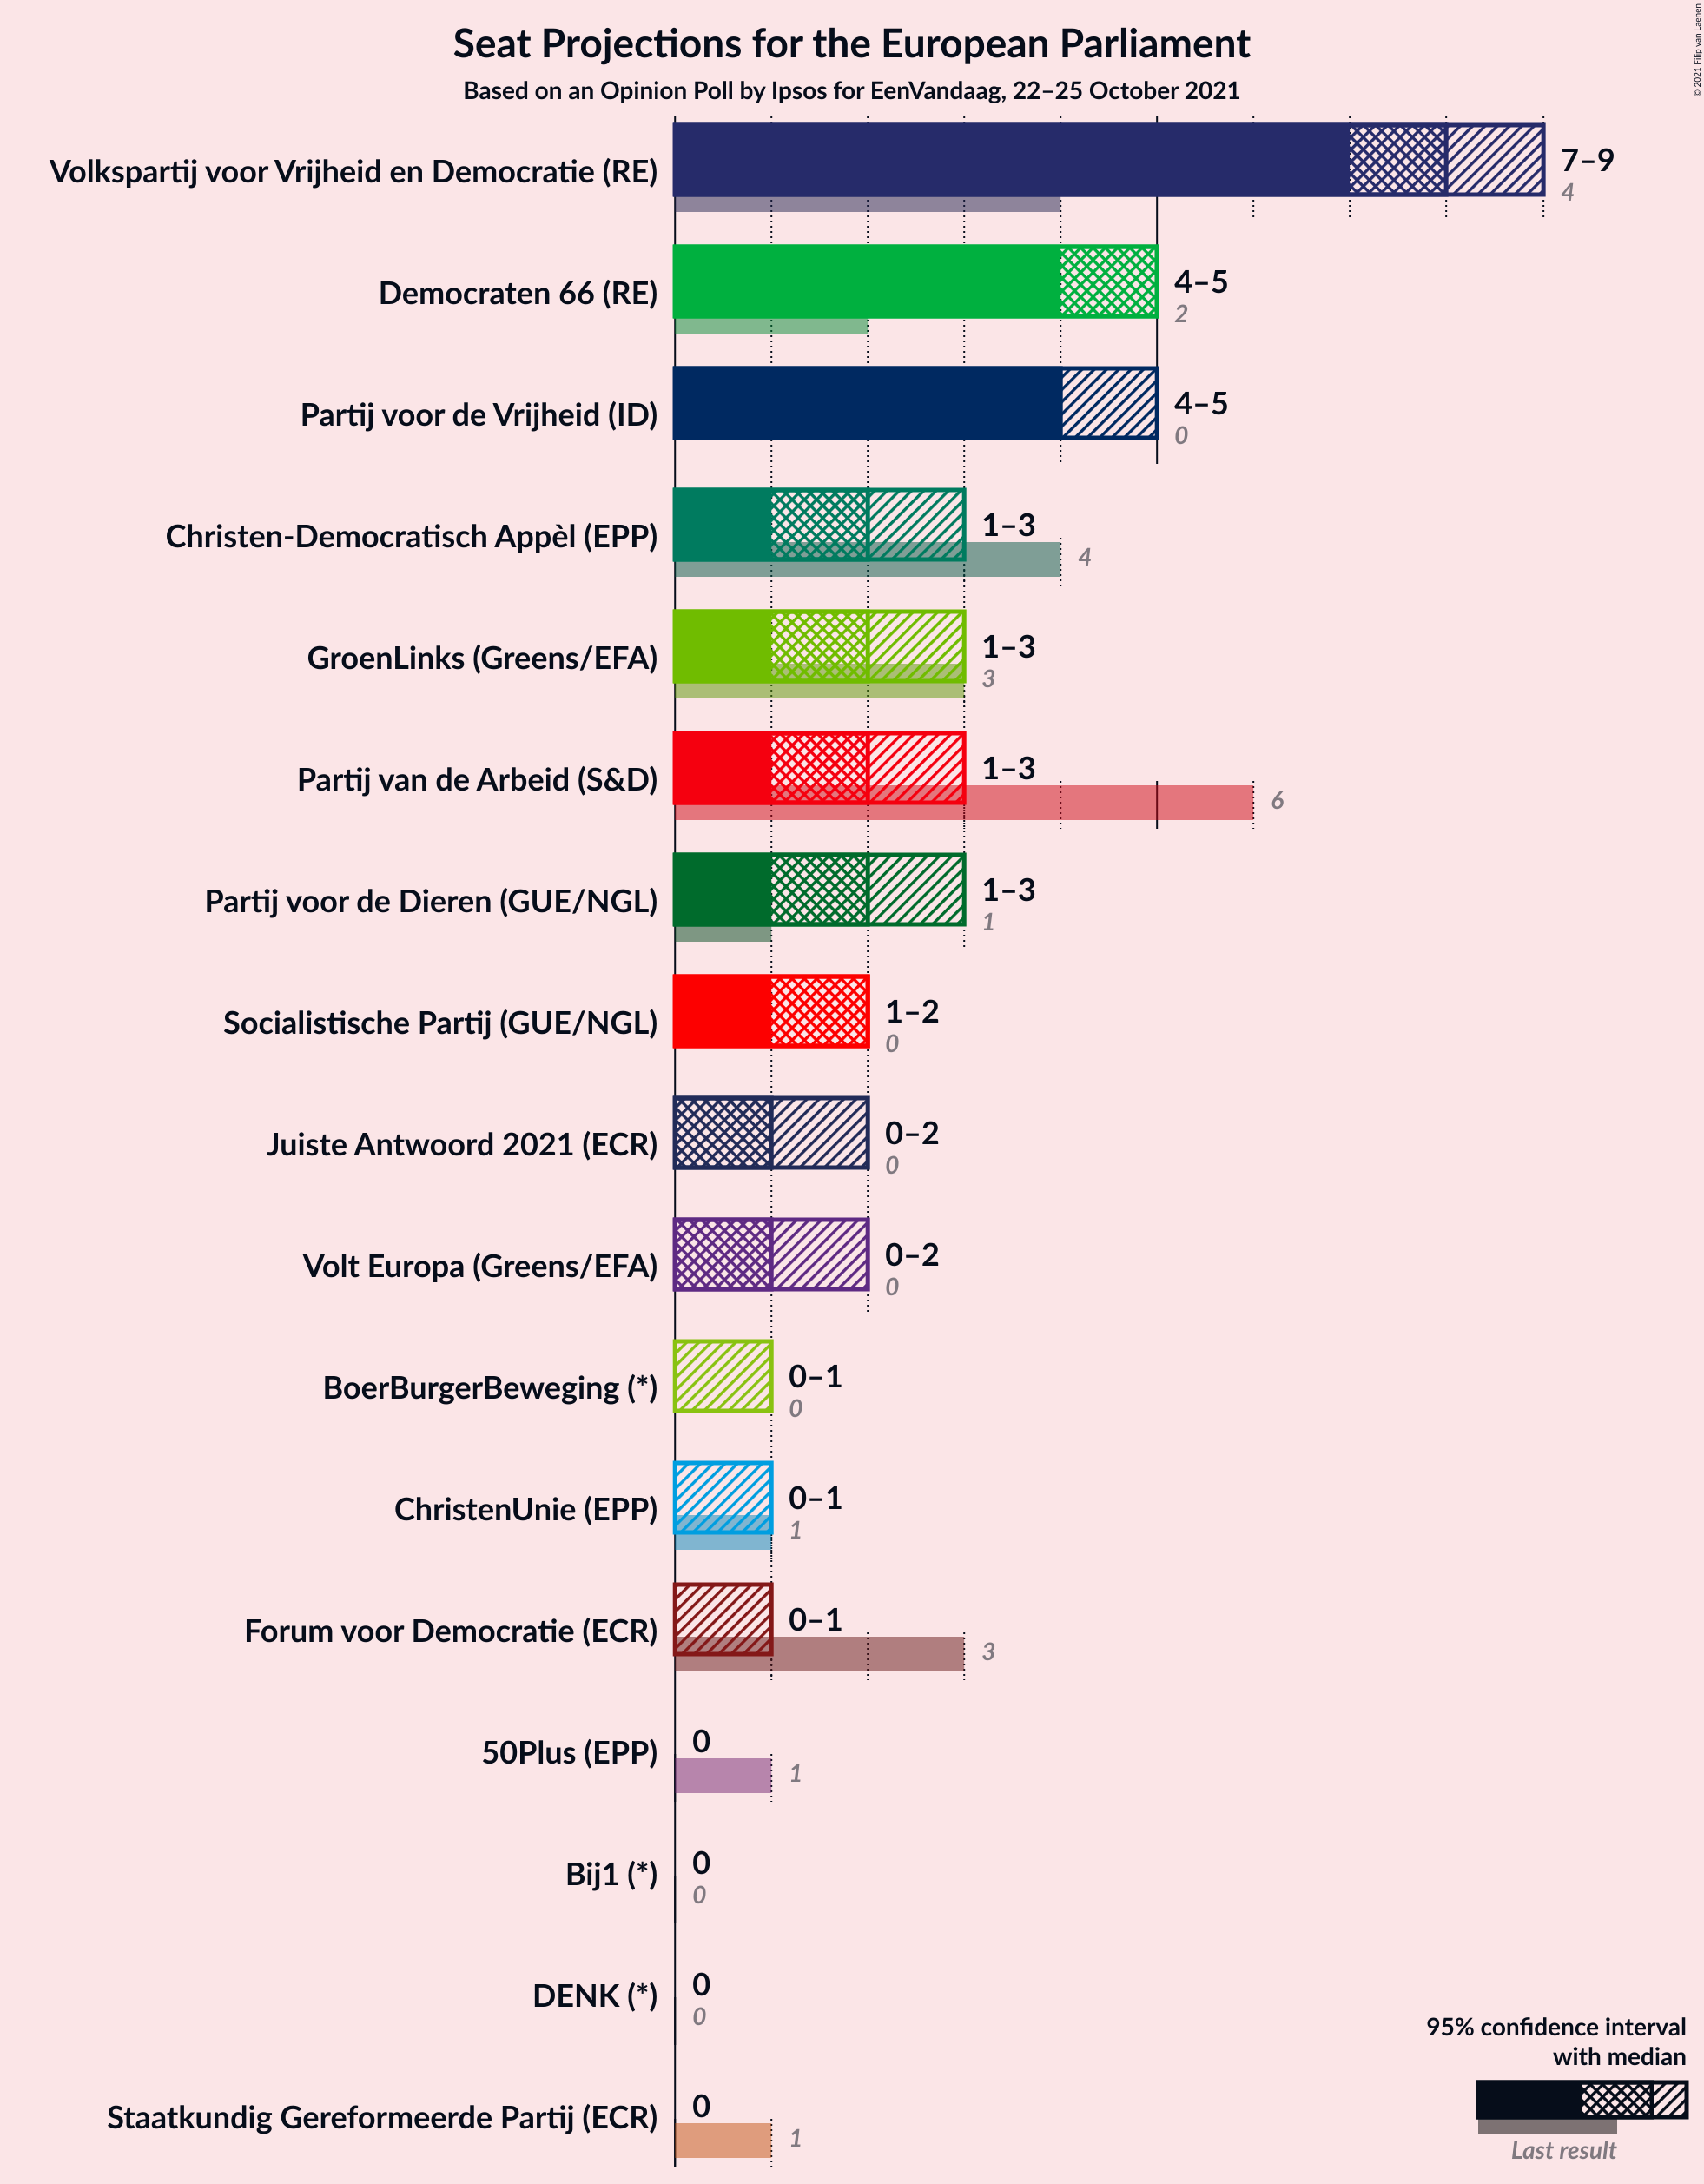 Seat Projections for the European Parliament
Based on an Opinion Poll by Ipsos for EenVandaag, 22–25 October 2021
© 2021 Filip van Laenen
Volkspartij voor Vrijheid en Democratie (RE)
7–9
4
Democraten 66 (RE)
4–5
2
Partij voor de Vrijheid (ID)
4–5
0
Christen-Democratisch Appèl (EPP)
1–3
4
GroenLinks (Greens/EFA)
1–3
3
Partij van de Arbeid (S&D)
1–3
6
Partij voor de Dieren (GUE/NGL)
1–3
1
Socialistische Partij (GUE/NGL)
1–2
0
Juiste Antwoord 2021 (ECR)
0–2
0
Volt Europa (Greens/EFA)
0–2
0
BoerBurgerBeweging (*)
0–1
0
ChristenUnie (EPP)
0–1
1
Forum voor Democratie (ECR)
0–1
3
50Plus (EPP)
0
1
Bij1 (*)
0
0
DENK (*)
0
0
Staatkundig Gereformeerde Partij (ECR)
0
1
95% confidence interval
with median
Last result